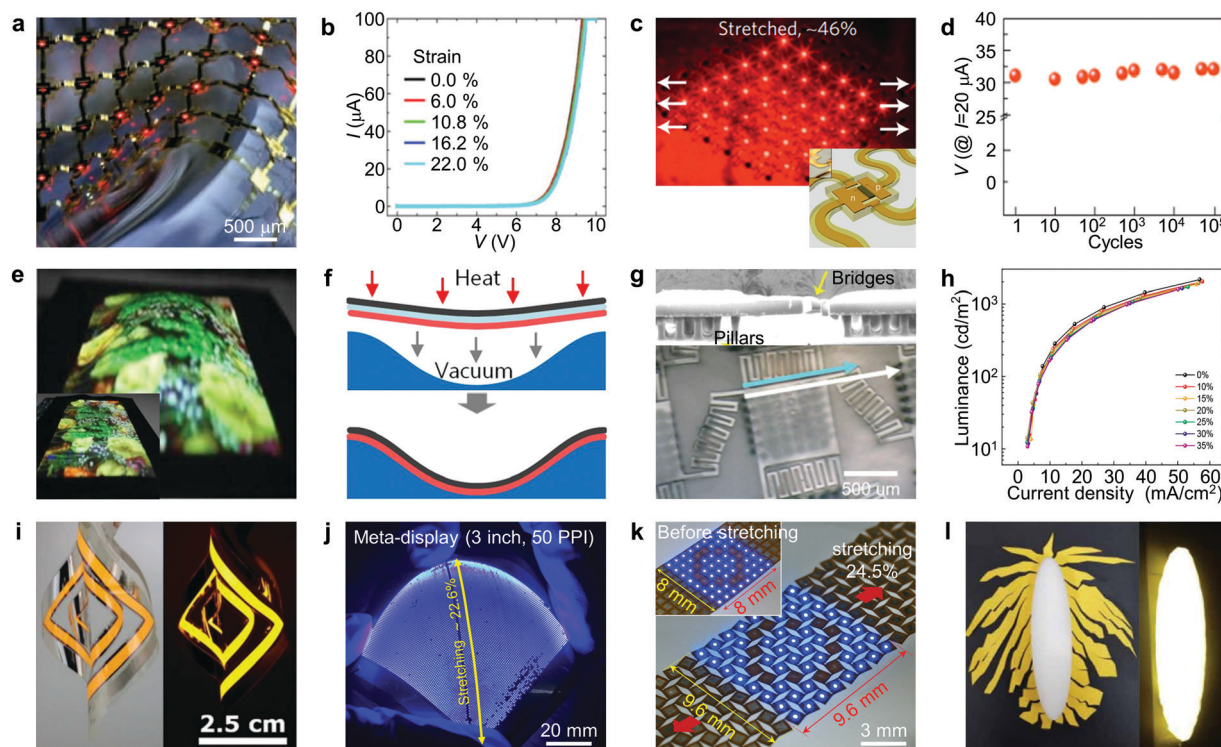 a
500 μm
b
100
80
60
40
20
0
I (μA)
Strain
0.0 %
6.0 %
10.8 %
16.2 %
22.0 %
0
2
4
6
8
10
V (V)
c
Stretched, ~46%
n
p
d
40
35
30
25
2
0
V (@ I=20 μA)
1
10
10²
10³
10⁴
10⁵
Cycles
e
f
Heat
Vacuum
g
Bridges
Pillars
500 um
h
10³
10²
10¹
Luminance (cd/m²)
0%
10%
15%
20%
25%
30%
35%
0
10
20
30
40
50
60
Current density (mA/cm²)
i
2.5 cm
j
Meta-display (3 inch, 50 PPI)
Stretching ~ 22.6%
20 mm
k
Before stretching
8 mm
8 mm
stretching
24.5%
9.6 mm
9.6 mm
3 mm
l